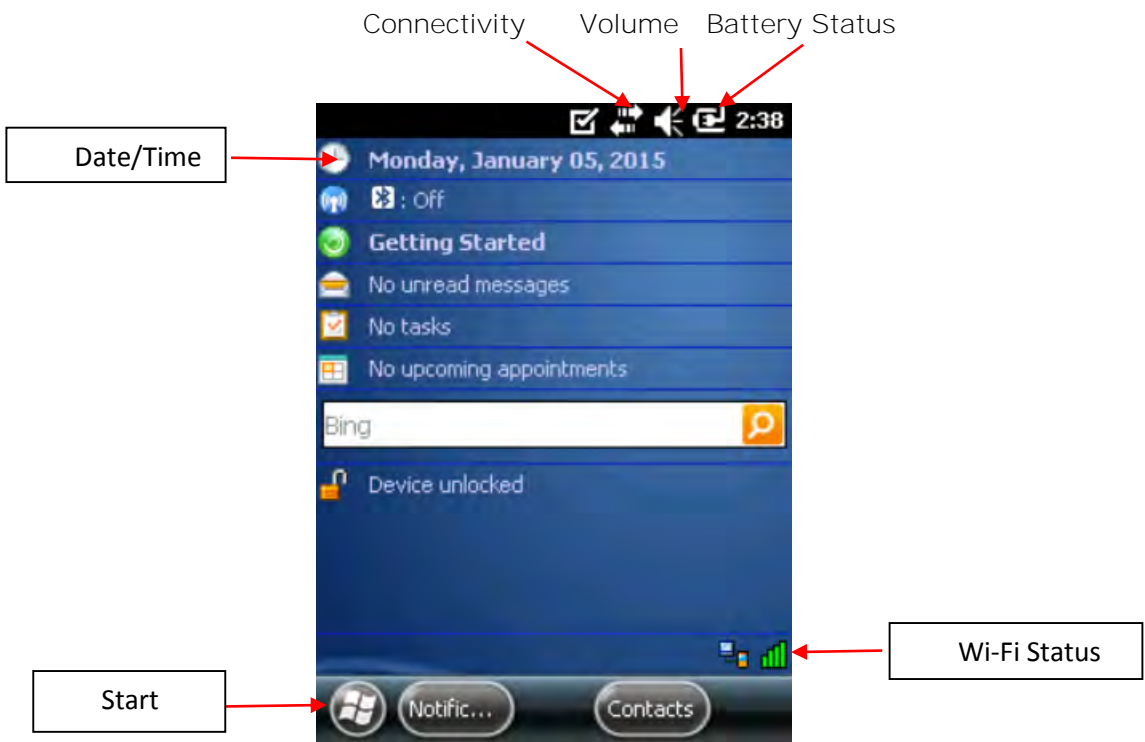 Connectivity Volume Battery Status
2:38
Date/Time
Monday, January 05, 2015
: Off
Getting Started
No unread messages
No tasks
No upcoming appointments
Bing
Device unlocked
Wi-Fi Status
Start
Notific...
Contacts